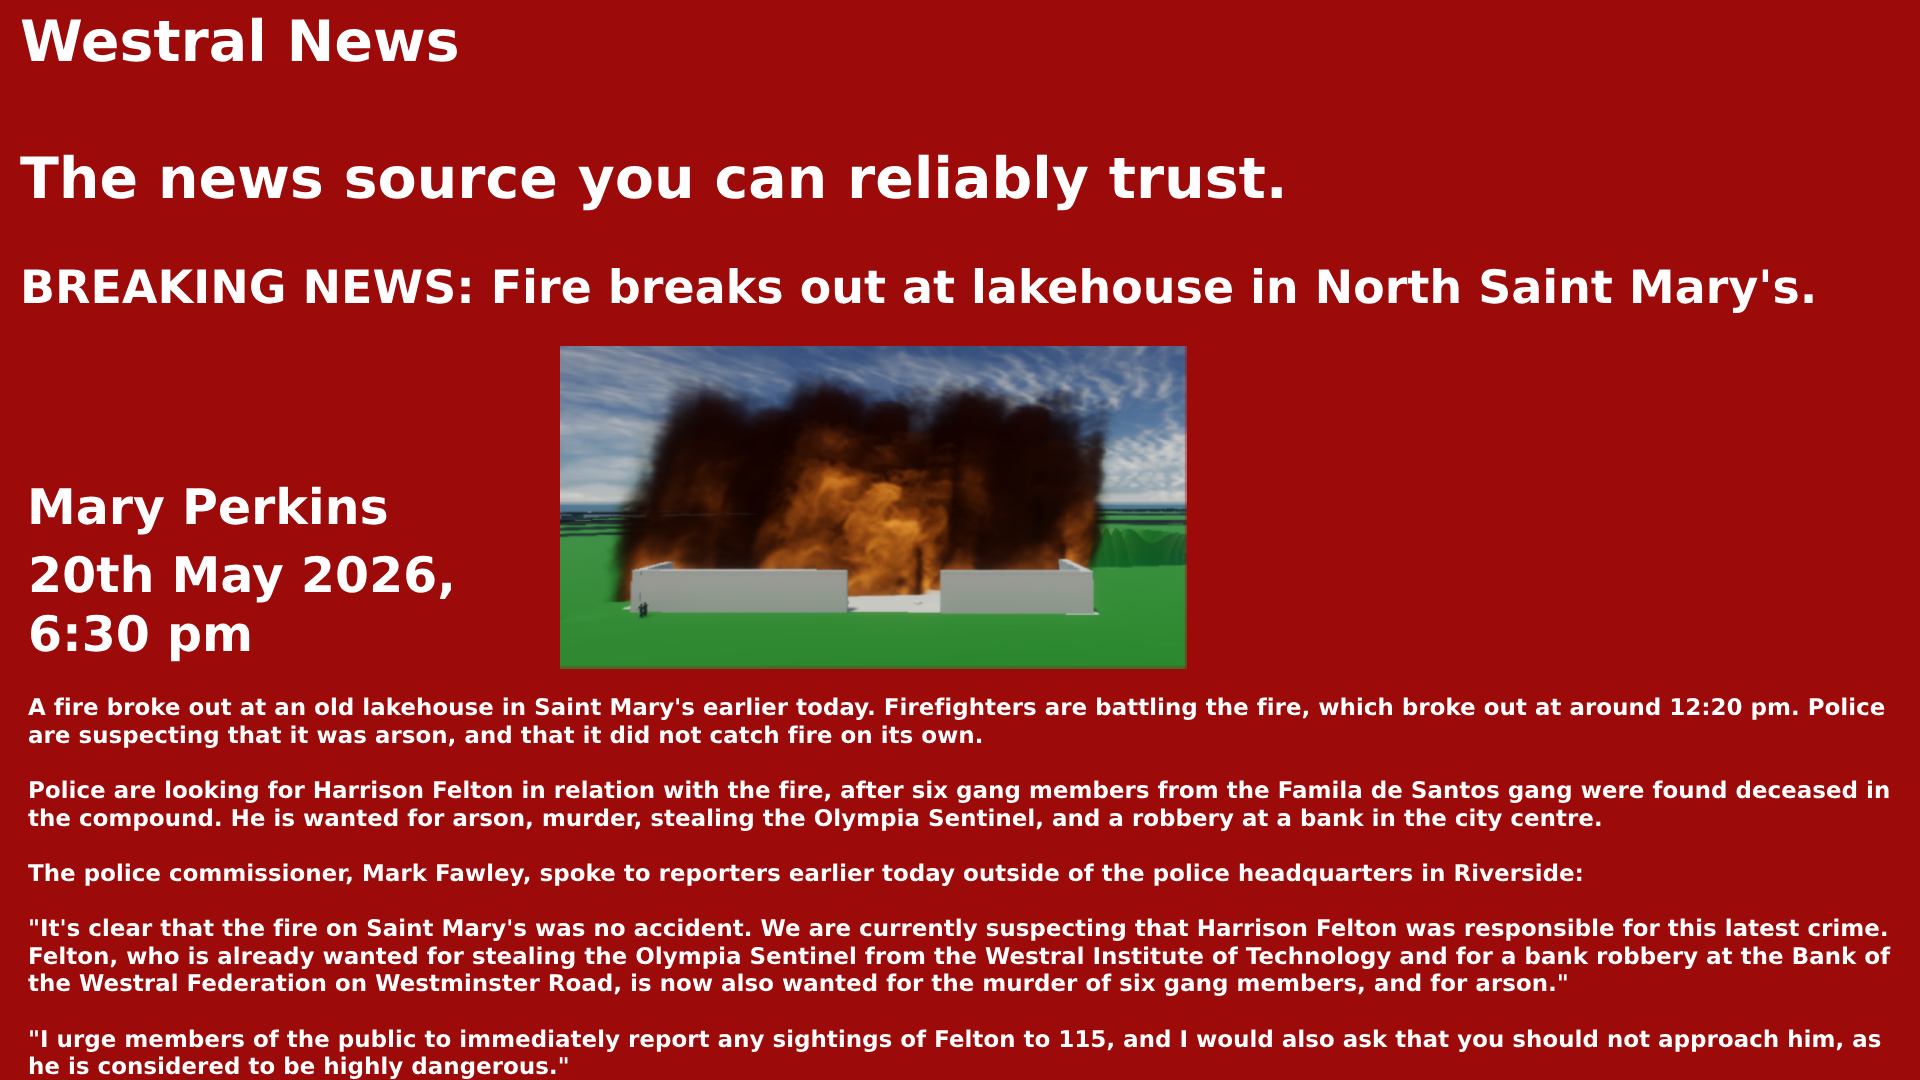 Westral News
The news source you can reliably trust.
BREAKING NEWS: Fire breaks out at lakehouse in North Saint Mary's.
Mary Perkins
20th May 2026,
6:30 pm
A fire broke out at an old lakehouse in Saint Mary's earlier today. Firefighters are battling the fire, which broke out at around 12:20 pm. Police
are suspecting that it was arson, and that it did not catch fire on its own.
Police are looking for Harrison Felton in relation with the fire, after six gang members from the Famila de Santos gang were found deceased in
the compound. He is wanted for arson, murder, stealing the Olympia Sentinel, and a robbery at a bank in the city centre.
The police commissioner, Mark Fawley, spoke to reporters earlier today outside of the police headquarters in Riverside:
"It's clear that the fire on Saint Mary's was no accident. We are currently suspecting that Harrison Felton was responsible for this latest crime.
Felton, who is already wanted for stealing the Olympia Sentinel from the Westral Institute of Technology and for a bank robbery at the Bank of
the Westral Federation on Westminster Road, is now also wanted for the murder of six gang members, and for arson."
"I urge members of the public to immediately report any sightings of Felton to 115, and I would also ask that you should not approach him, as
he is considered to be highly dangerous."